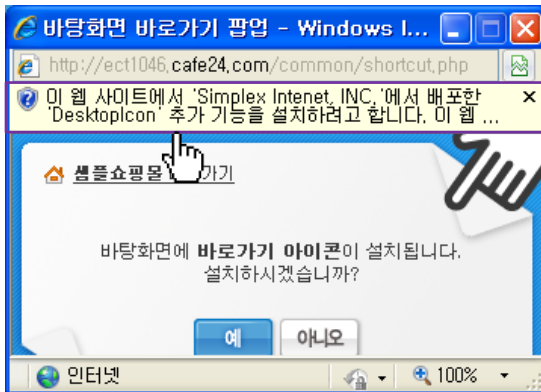 바탕화면 바로가기 팝업 - Windows I...
http://ect1046.cafe24.com/common/shortcut.php
이 웹 사이트에서 'Simplex Intenet, INC.'에서 배포한
'DesktopIcon' 추가 기능을 설치하려고 합니다. 이 웹 ...
샘플쇼핑몰 가기
바탕화면에 바로가기 아이콘이 설치됩니다.
설치하시겠습니까?
예 아니오
인터넷 100%